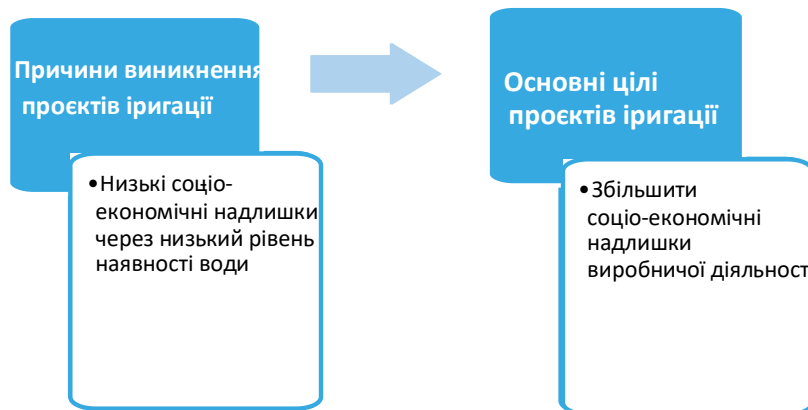 Причини виникнення
проєктів іригації
•Низькі соціо-
економічні надлишки
через низький рівень
наявності води
Основні цілі
проєктів іригації
•Збільшити
соціо-економічні
надлишки
виробничої діяльност